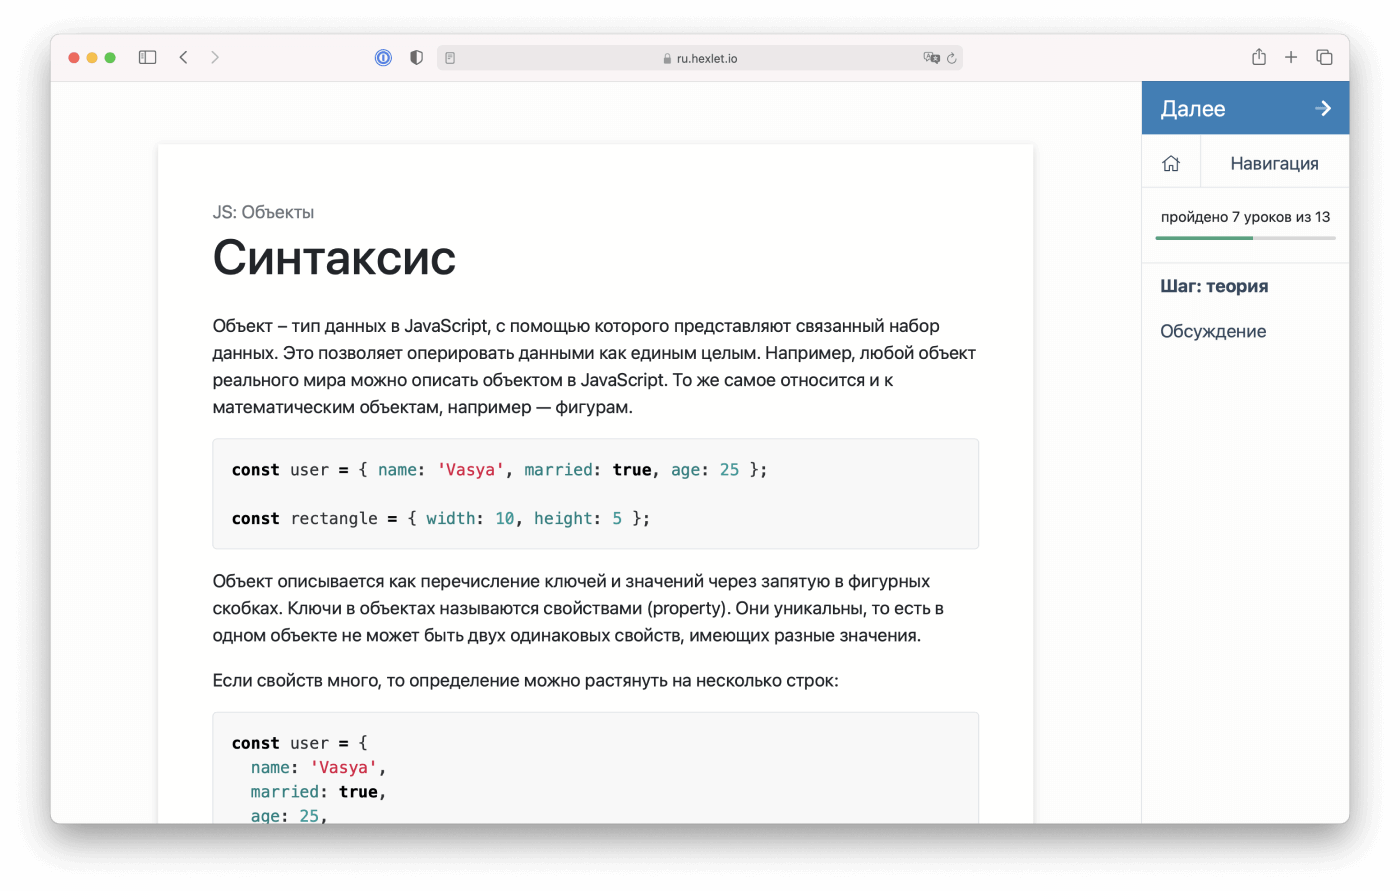 ru.hexlet.io
Далее
Навигация
пройдено 7 уроков из 13
Шаг: теория
Обсуждение
JS: Объекты
Синтаксис
Объект – тип данных в JavaScript, с помощью которого представляют связанный набор
данных. Это позволяет оперировать данными как единым целым. Например, любой объект
реального мира можно описать объектом в JavaScript. То же самое относится и к
математическим объектам, например — фигурам.
const user = { name: 'Vasya', married: true, age: 25 };
const rectangle = { width: 10, height: 5 };
Объект описывается как перечисление ключей и значений через запятую в фигурных
скобках. Ключи в объектах называются свойствами (property). Они уникальны, то есть в
одном объекте не может быть двух одинаковых свойств, имеющих разные значения.
Если свойств много, то определение можно растянуть на несколько строк:
const user = {
  name: 'Vasya',
  married: true,
  age: 25,